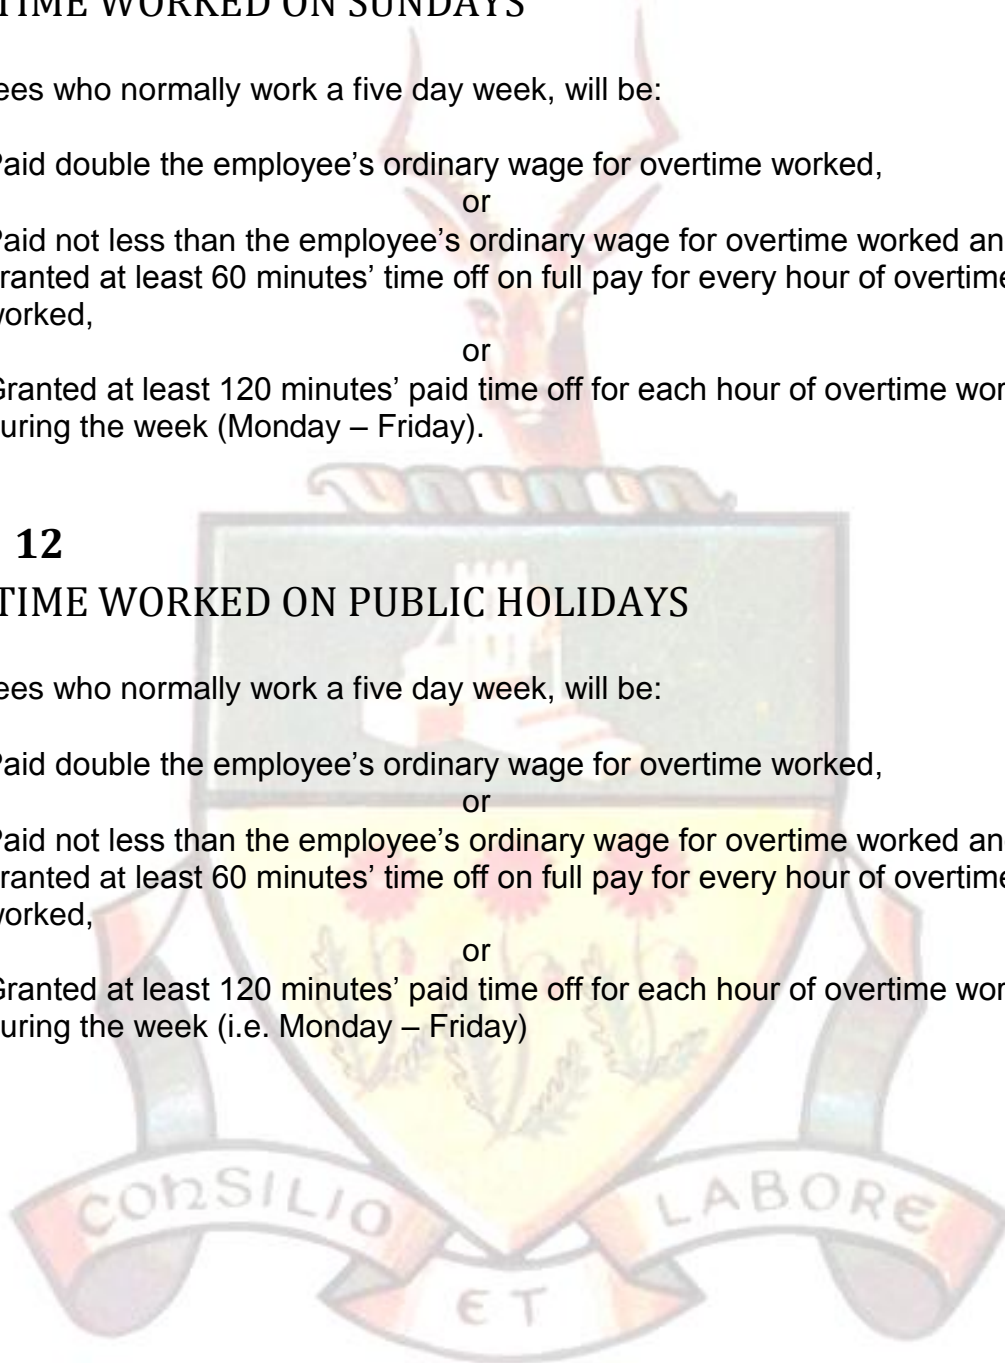 TIME WORKED ON SUNDAYS
ees who normally work a five day week, will be:
Paid double the employee’s ordinary wage for overtime worked,
or
Paid not less than the employee’s ordinary wage for overtime worked an
ranted at least 60 minutes’ time off on full pay for every hour of overtime
worked,
or
Granted at least 120 minutes’ paid time off for each hour of overtime wor
uring the week (Monday – Friday).
12
TIME WORKED ON PUBLIC HOLIDAYS
ees who normally work a five day week, will be:
Paid double the employee’s ordinary wage for overtime worked,
or
Paid not less than the employee’s ordinary wage for overtime worked an
ranted at least 60 minutes’ time off on full pay for every hour of overtime
worked,
or
Granted at least 120 minutes’ paid time off for each hour of overtime wor
uring the week (i.e. Monday – Friday)
CONSILIO ET LABORE